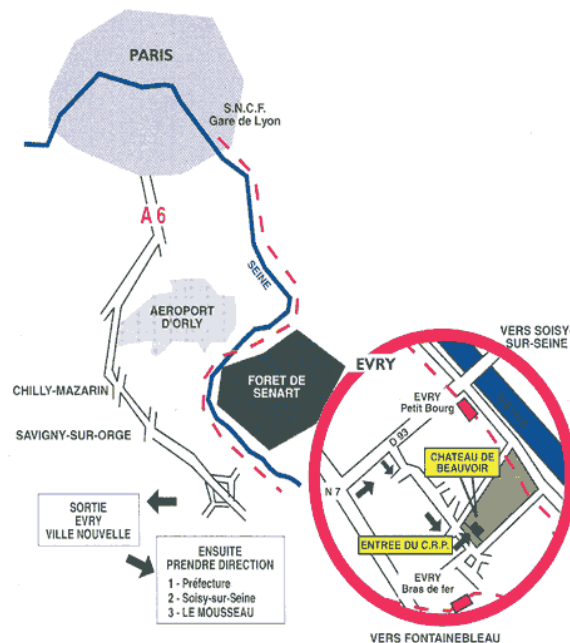 PARIS
S.N.C.F.
Gare de Lyon
A 6
SEINE
AEROPORT
D'ORLY
FORET DE
SENART
CHILLY-MAZARIN
SAVIGNY-SUR-ORGE
SORTIE
EVRY
VILLE NOUVELLE
ENSUITE
PRENDRE DIRECTION
1 - Préfecture
2 - Soisy-sur-Seine
3 - LE MOUSSEAU
VERS SOISY
SUR-SEINE
EVRY
EVRY
Petit Bourg
SEINE
D 93
CHATEAU DE
BEAUVOIR
N 7
ENTREE DU C.R.P.
EVRY
Bras de fer
VERS FONTAINEBLEAU